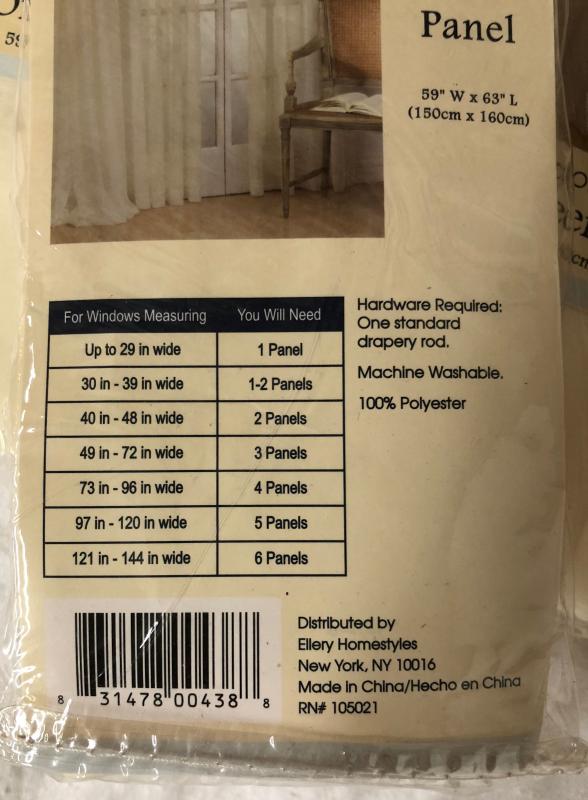 Panel
59" W x 63" L
(150cm x 160cm)
For Windows Measuring You Will Need
Up to 29 in wide 1 Panel
30 in - 39 in wide 1-2 Panels
40 in - 48 in wide 2 Panels
49 in - 72 in wide 3 Panels
73 in - 96 in wide 4 Panels
97 in - 120 in wide 5 Panels
121 in - 144 in wide 6 Panels
Hardware Required:
One standard
drapery rod.
Machine Washable.
100% Polyester
8 31478 00438 8
Distributed by
Ellery Homestyles
New York, NY 10016
Made in China/Hecho en China
RN# 105021